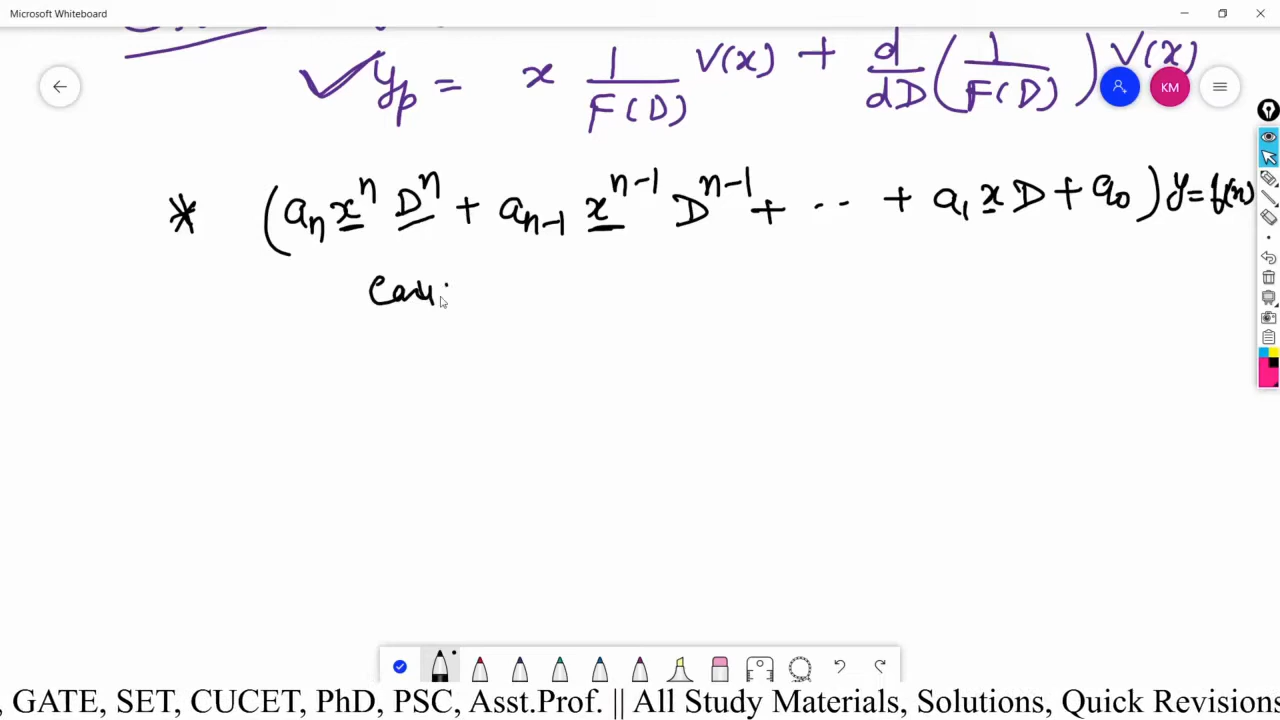 Microsoft Whiteboard
✓ y_p = x 1/F(D) V(x) + d/dD (1/F(D)) V(x)
KM
* (a_n x^n D^n + a_{n-1} x^{n-1} D^{n-1} + ·· + a_1 x D + a_0) y = f(x)
, GATE, SET, CUCET, PhD, PSC, Asst.Prof. || All Study Materials, Solutions, Quick Revisions